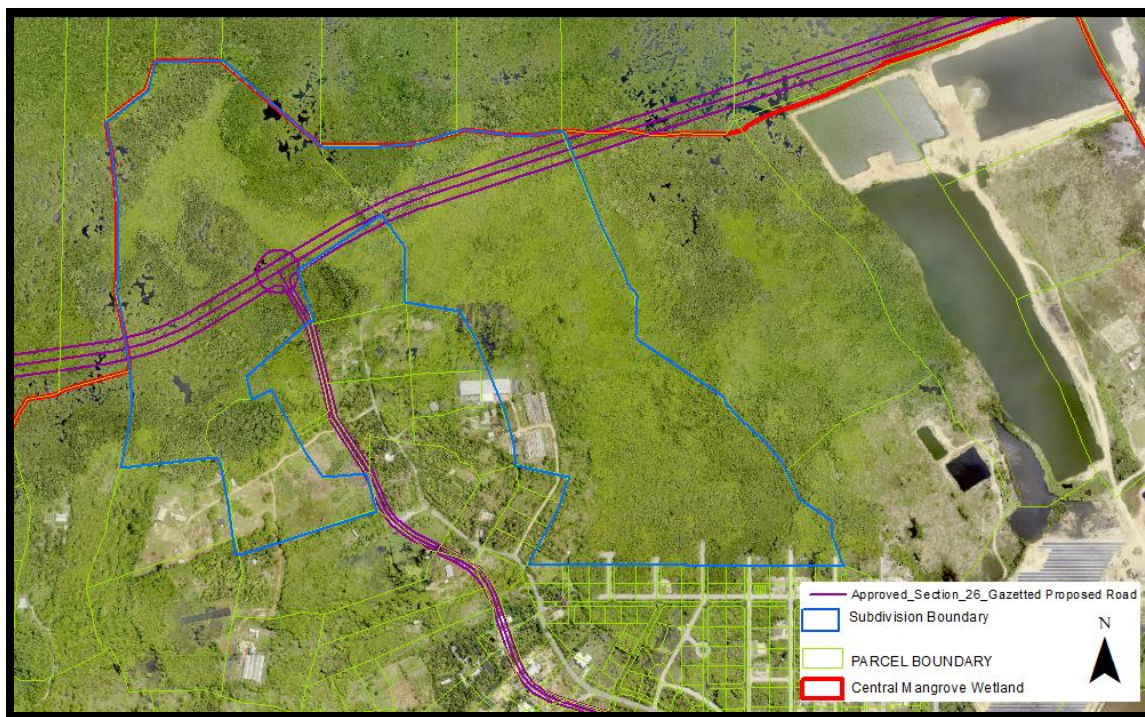 Approved_Section_26_Gazetted Proposed Road
Subdivision Boundary
N
PARCEL BOUNDARY
Central Mangrove Wetland